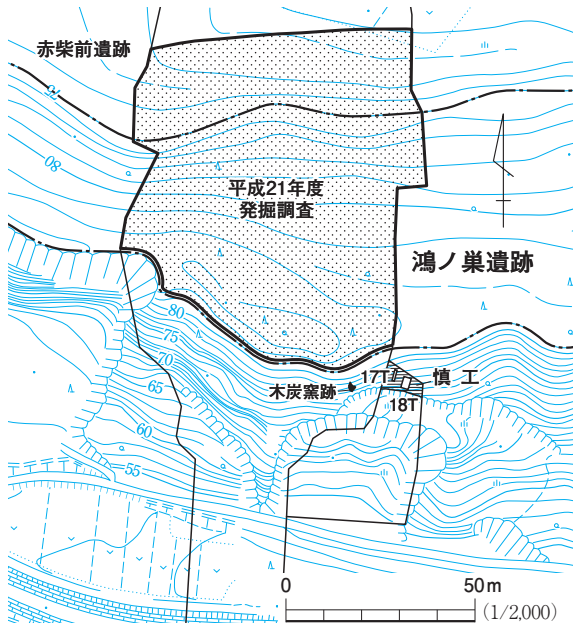 赤柴前遺跡
70
80
平成21年度
発掘調査
鴻ノ巣遺跡
80
75
70
65
60
55
木炭窯跡
17T
18T
慎 工
0 50m
(1/2,000)